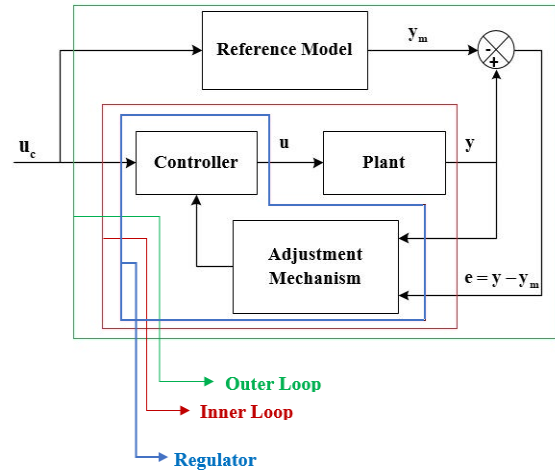 Reference Model
y_m
-
+
u_c
Controller
u
Plant
y
Adjustment
Mechanism
e = y − y_m
Outer Loop
Inner Loop
Regulator